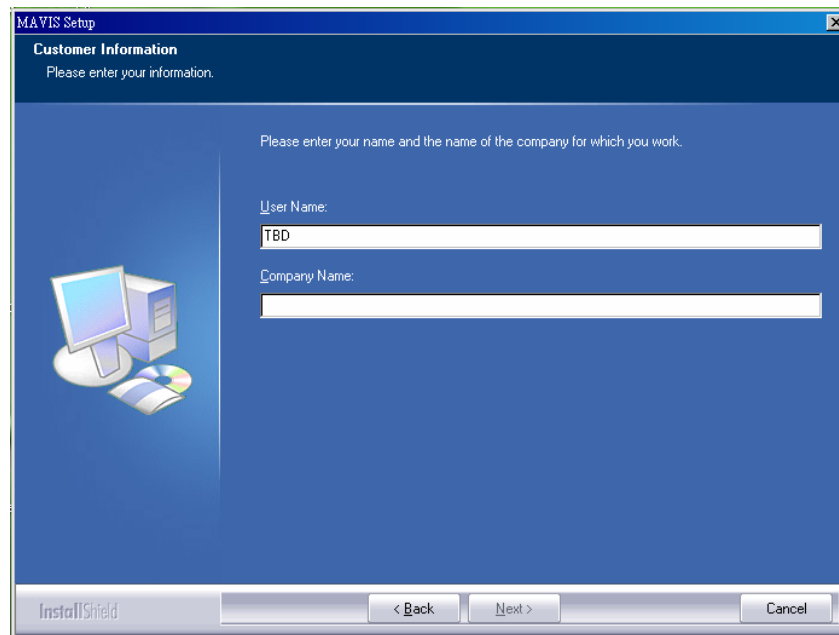 MAVIS Setup
Customer Information
Please enter your information.
Please enter your name and the name of the company for which you work.
User Name:
TBD
Company Name:
InstallShield
< Back
Next >
Cancel